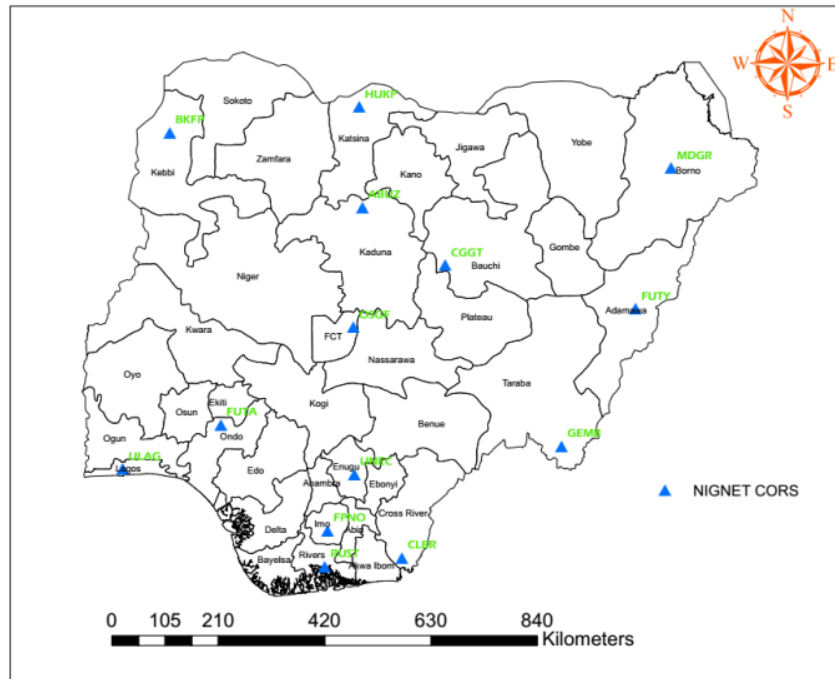 N
W E
S
HUKP
Sokoto
BKFP
Katsina
Yobe
Jigawa
MDGR
Zamfara
Kano
Borno
Kebbi
ABUZ
Kaduna
CGGT
Gombe
Bauchi
Niger
FUTY
Adamawa
OSGF
Plateau
FCT
Kwara
Nassarawa
Oyo
Taraba
Ekiti
Kogi
Osun
FUTA
Benue
Ogun
Ondo
GEMB
ULAG
UNEC
Lagos
Enugu
Edo
Anambra
Ebonyi
NIGNET CORS
Cross River
FPNO
Imo
Abia
Delta
CLBR
RUST
Rivers
Bayelsa
Akwa Ibom
0 105 210 420 630 840
Kilometers